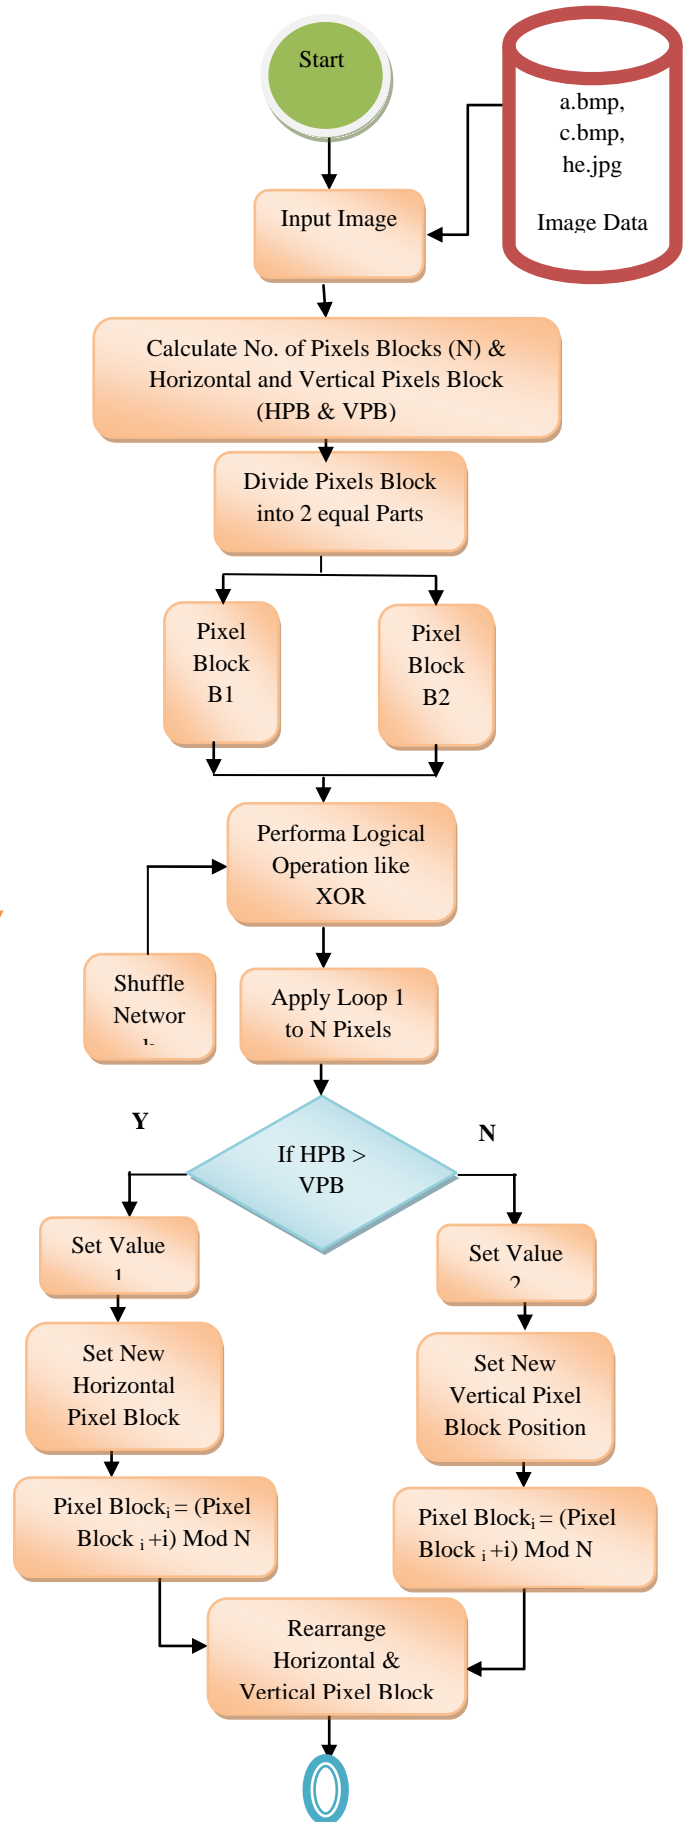 Start
a.bmp,
c.bmp,
he.jpg
Image Data
Input Image
Calculate No. of Pixels Blocks (N) &
Horizontal and Vertical Pixels Block
(HPB & VPB)
Divide Pixels Block
into 2 equal Parts
Pixel
Block
B1
Pixel
Block
B2
Performa Logical
Operation like
XOR
Shuffle
Networ
Apply Loop 1
to N Pixels
Y
N
If HPB >
VPB
Set Value
1
Set Value
2
Set New
Horizontal
Pixel Block
Set New
Vertical Pixel
Block Position
Pixel Blockᵢ = (Pixel
Block ᵢ +i) Mod N
Pixel Blockᵢ = (Pixel
Block ᵢ +i) Mod N
Rearrange
Horizontal &
Vertical Pixel Block